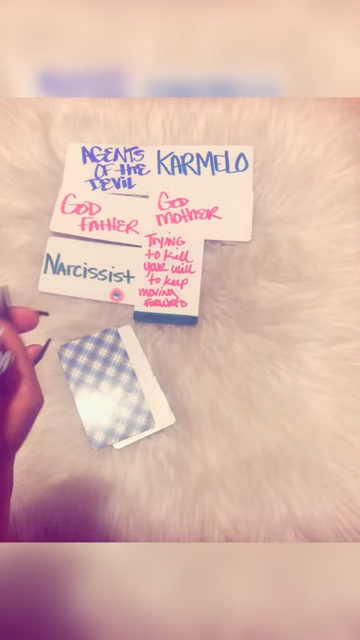 AGENTS
OF the
DEVIL
KARMELO
GOD
FATHER
GOD
MOTHER
Narcissist
Trying
to kill
your will
to keep
moving
forward